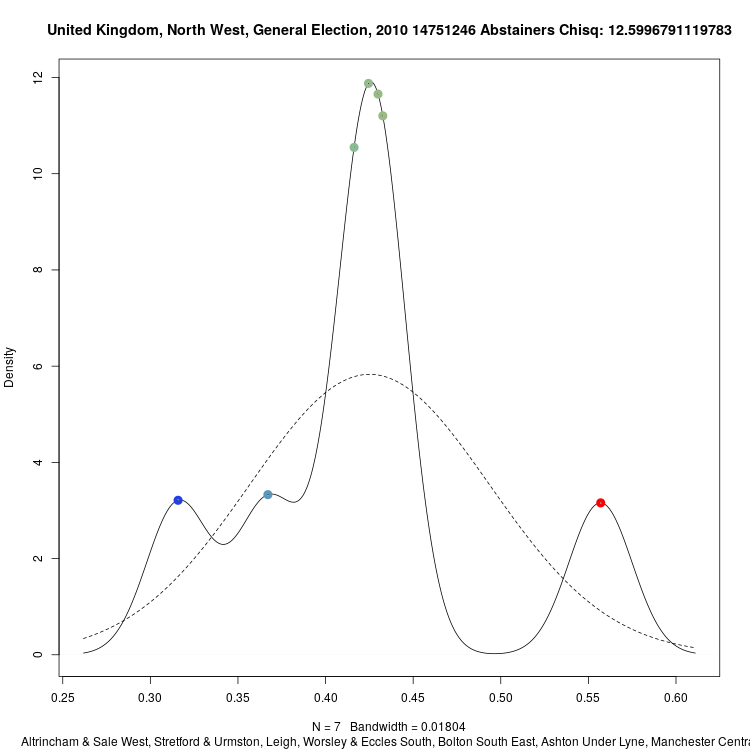 United Kingdom, North West, General Election, 2010 14751246 Abstainers Chisq: 12.5996791119783
12
10
8
6
4
2
0
Density
0.25 0.30 0.35 0.40 0.45 0.50 0.55 0.60
N = 7 Bandwidth = 0.01804
Altrincham & Sale West, Stretford & Urmston, Leigh, Worsley & Eccles South, Bolton South East, Ashton Under Lyne, Manchester Centra